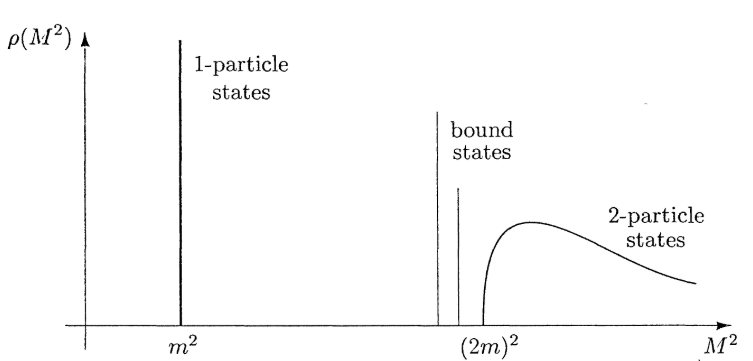 ρ(M²)
1-particle
states
bound
states
2-particle
states
m²
(2m)²
M²